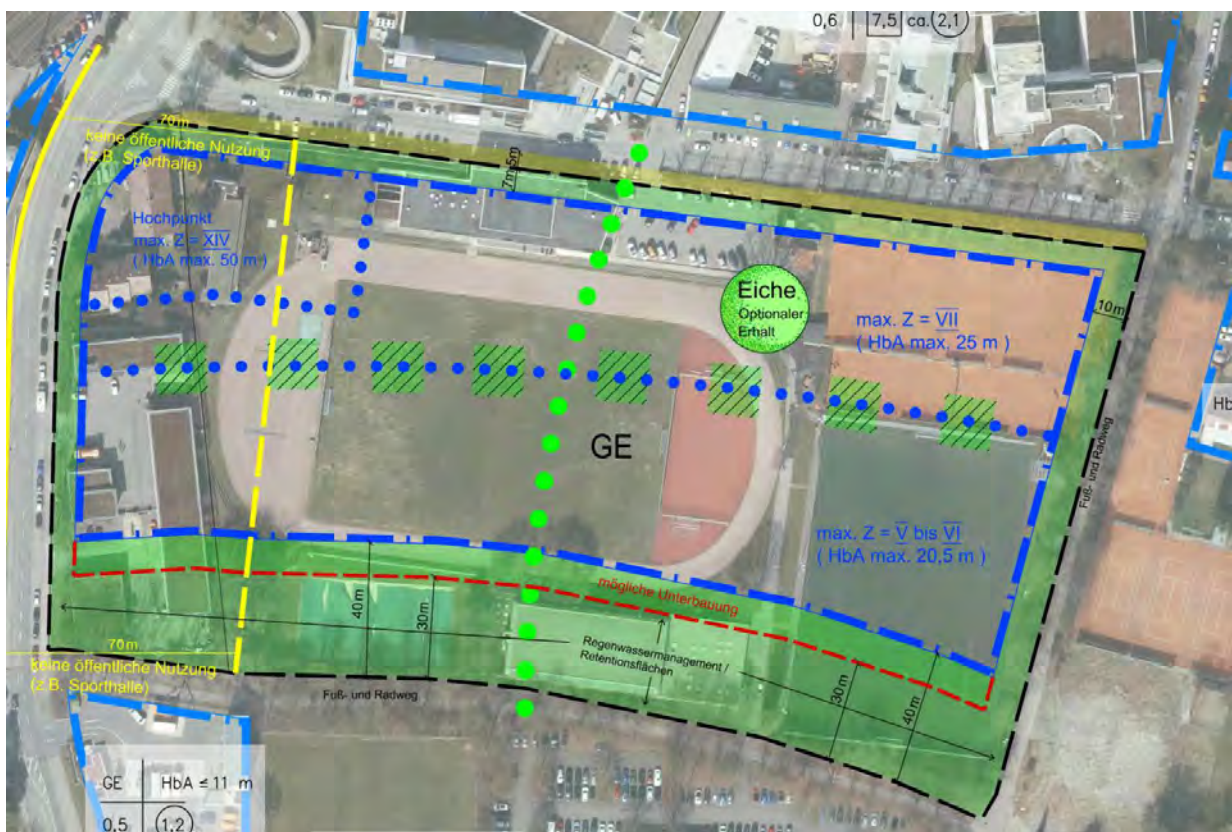 0,6 7,5 ca. 2,1
70m
keine öffentliche Nutzung
(z.B. Sporthalle)
7m
5m
Hochpunkt
max. Z = XIV
( HbA max. 50 m )
Eiche
Optionaler
Erhalt
10m
max. Z = VII
( HbA max. 25 m )
Hb
GE
Fuß- und Radweg
max. Z = V bis VI
( HbA max. 20,5 m )
mögliche Unterbauung
40m
30m
Regenwassermanagement /
Retentionsflächen
30m
40m
70m
keine öffentliche Nutzung
(z.B. Sporthalle)
Fuß- und Radweg
GE HbA ≤ 11 m
0,5 1,2